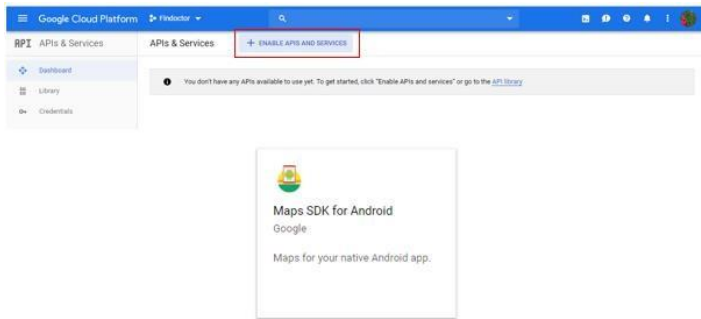 Google Cloud Platform Findoctor
API APIs & Services APIs & Services + ENABLE APIS AND SERVICES
Dashboard
You don't have any APIs available to use yet. To get started, click "Enable APIs and services" or go to the API library
Library
Credentials
Maps SDK for Android
Google
Maps for your native Android app.